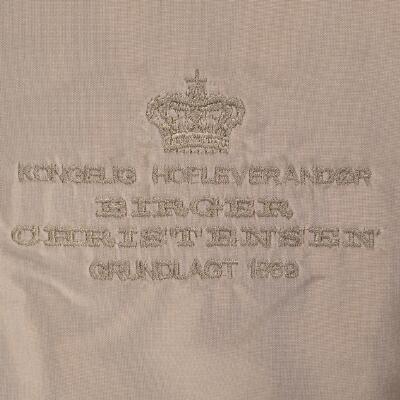 KONGELIG HOFLEVERANDØR
BIRGER
CHRISTENSEN
GRUNDLAGT 1869